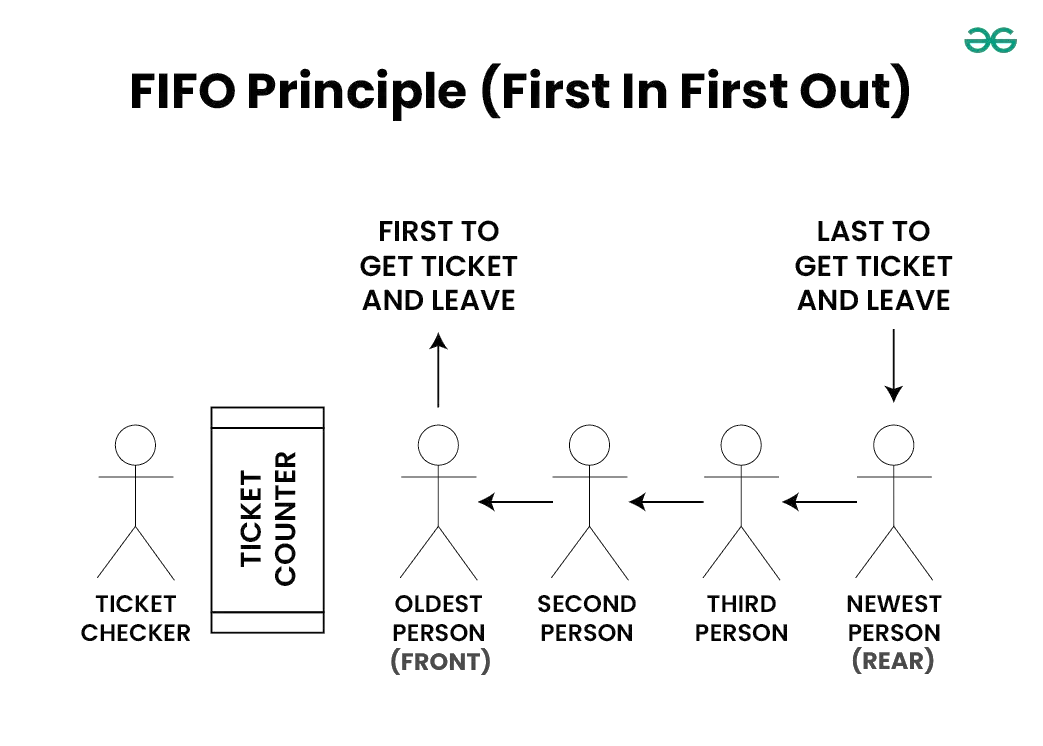 FIFO Principle (First In First Out)
FIRST TO
GET TICKET
AND LEAVE
LAST TO
GET TICKET
AND LEAVE
TICKET
COUNTER
TICKET
CHECKER
OLDEST
PERSON
(FRONT)
SECOND
PERSON
THIRD
PERSON
NEWEST
PERSON
(REAR)